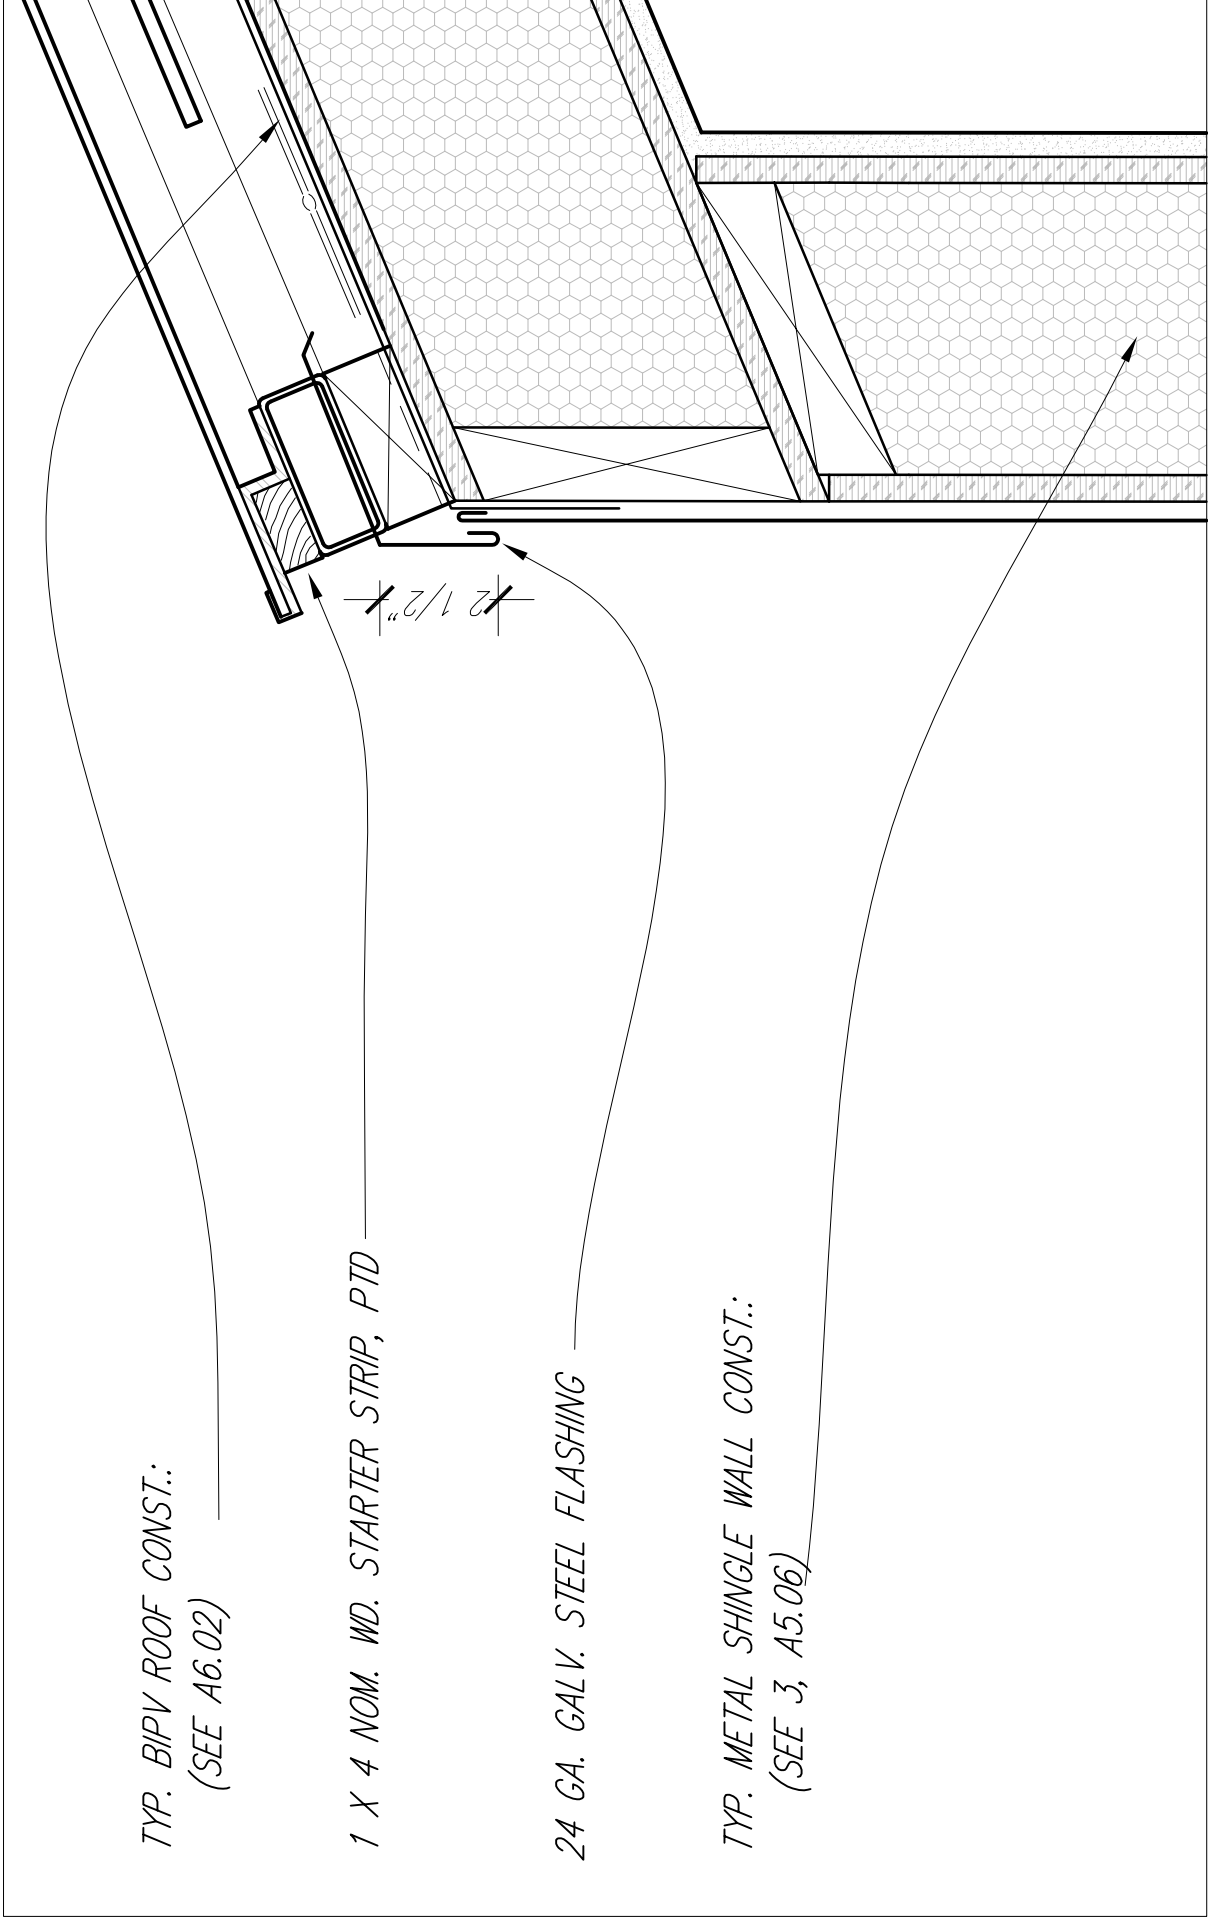 TYP. BIPV ROOF CONST.:
(SEE A6.02)
1 X 4 NOM. WD. STARTER STRIP, PTD
2 1/2"
24 GA. GALV. STEEL FLASHING
TYP. METAL SHINGLE WALL CONST.:
(SEE 3, A5.06)